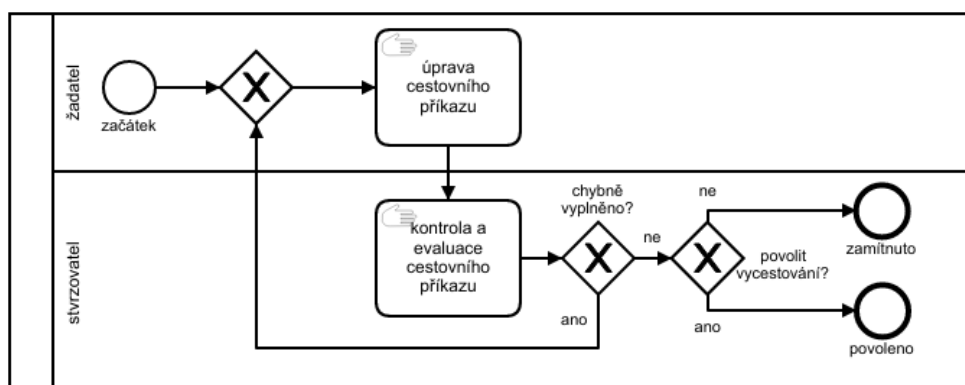 žadatel
začátek
úprava
cestovního
příkazu
stvrzovatel
kontrola a
evaluace
cestovního
příkazu
chybně
vyplněno?
ne
ano
ne
povolit
vycestování?
ano
zamítnuto
povoleno